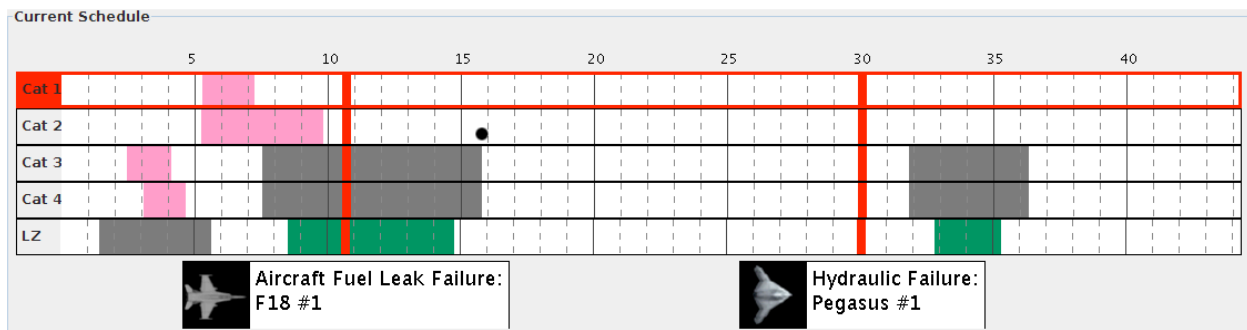 Current Schedule
5 10 15 20 25 30 35 40
Cat 1
Cat 2
Cat 3
Cat 4
LZ
Aircraft Fuel Leak Failure:
F18 #1
Hydraulic Failure:
Pegasus #1